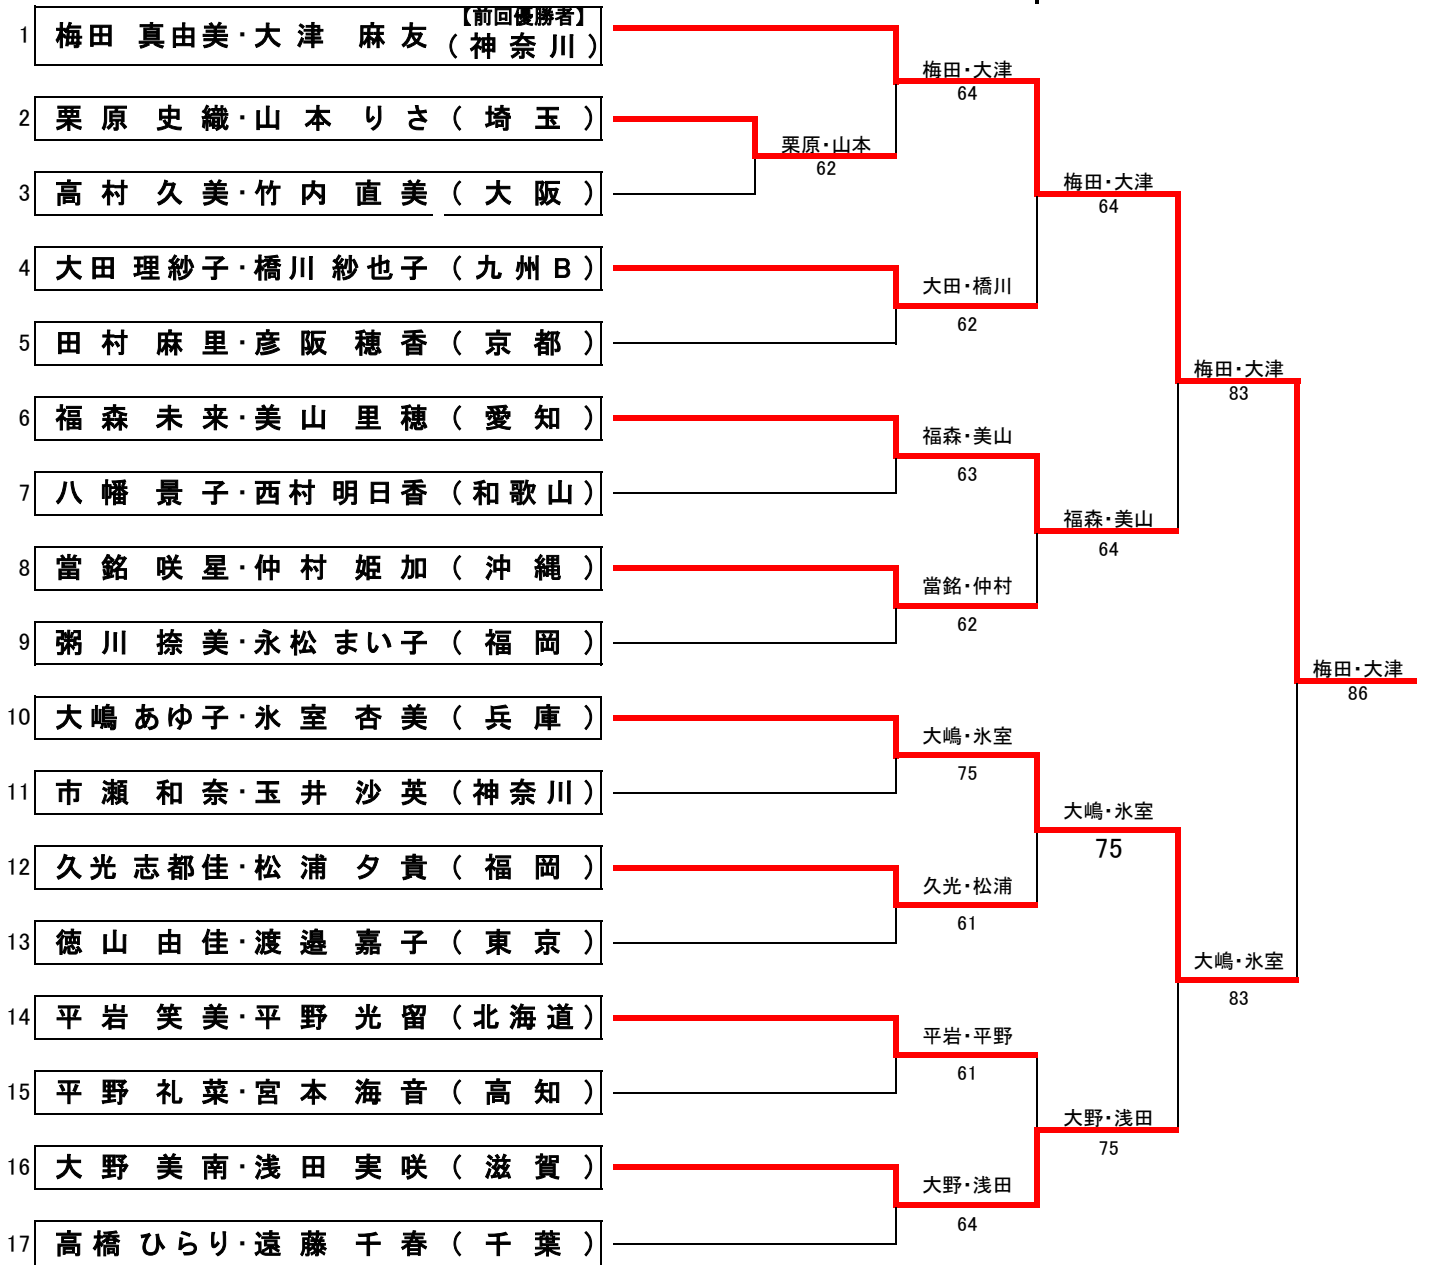 【前回優勝者】
1 梅田 真由美・大津 麻友 (神奈川)
2 栗原 史織・山本 りさ (埼玉)
3 高村 久美・竹内 直美 (大阪)
4 大田 理紗子・橋川 紗也子 (九州B)
5 田村 麻里・彦阪 穂香 (京都)
6 福森 未来・美山 里穂 (愛知)
7 八幡 景子・西村 明日香 (和歌山)
8 當銘 咲星・仲村 姫加 (沖縄)
9 粥川 捺美・永松 まい子 (福岡)
10 大嶋 あゆ子・氷室 杏美 (兵庫)
11 市瀬 和奈・玉井 沙英 (神奈川)
12 久光 志都佳・松浦 夕貴 (福岡)
13 徳山 由佳・渡邉 嘉子 (東京)
14 平岩 笑美・平野 光留 (北海道)
15 平野 礼菜・宮本 海音 (高知)
16 大野 美南・浅田 実咲 (滋賀)
17 高橋 ひらり・遠藤 千春 (千葉)
栗原・山本
62
梅田・大津
64
大田・橋川
62
福森・美山
63
當銘・仲村
62
大嶋・氷室
75
久光・松浦
61
平岩・平野
61
大野・浅田
64
梅田・大津
64
福森・美山
64
大嶋・氷室
75
大野・浅田
75
梅田・大津
83
大嶋・氷室
83
梅田・大津
86